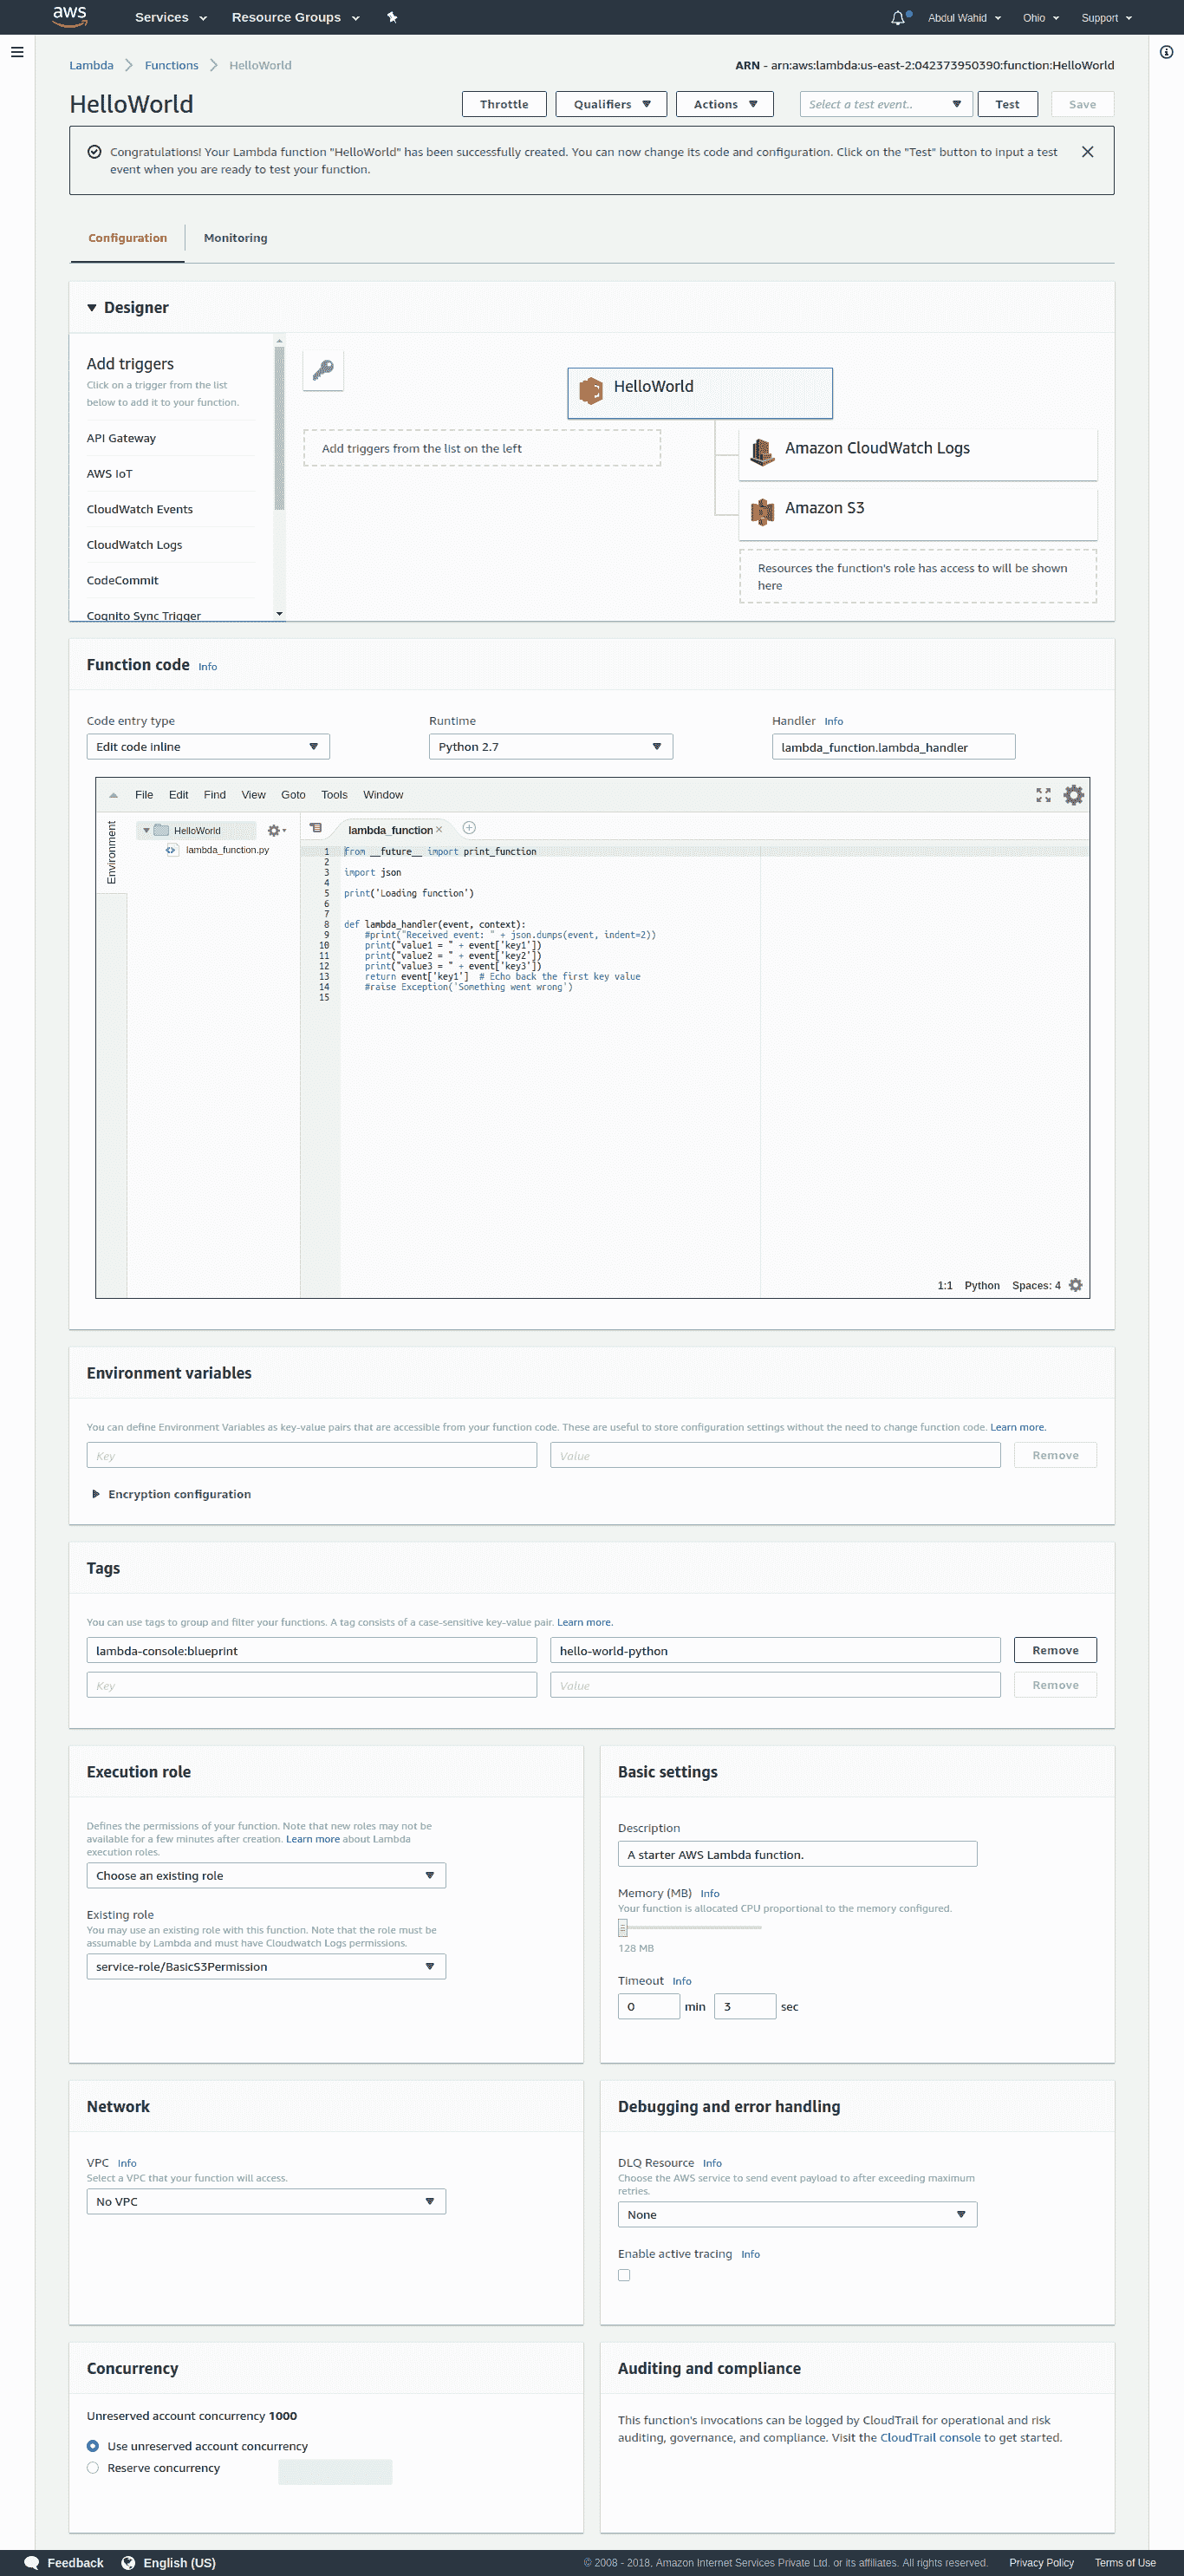 aws
Services
Resource Groups
Abdul Wahid
Ohio
Support
Lambda
Functions
HelloWorld
ARN - arn:aws:lambda:us-east-2:042373950390:function:HelloWorld
HelloWorld
Throttle
Qualifiers
Actions
Select a test event..
Test
Save
Congratulations! Your Lambda function "HelloWorld" has been successfully created. You can now change its code and configuration. Click on the "Test" button to input a test
event when you are ready to test your function.
Configuration
Monitoring
Designer
Add triggers
Click on a trigger from the list
below to add it to your function.
API Gateway
AWS IoT
CloudWatch Events
CloudWatch Logs
CodeCommit
Cognito Sync Trigger
Add triggers from the list on the left
HelloWorld
Amazon CloudWatch Logs
Amazon S3
Resources the function's role has access to will be shown
here
Function code Info
Code entry type
Edit code inline
Runtime
Python 2.7
Handler Info
lambda_function.lambda_handler
File Edit Find View Goto Tools Window
Environment
HelloWorld
lambda_function.py
lambda_function
1 from __future__ import print_function
2
3 import json
4
5 print('Loading function')
6
7
8 def lambda_handler(event, context):
9 #print("Received event: " + json.dumps(event, indent=2))
10 print("value1 = " + event['key1'])
11 print("value2 = " + event['key2'])
12 print("value3 = " + event['key3'])
13 return event['key1'] # Echo back the first key value
14 #raise Exception('Something went wrong')
15
1:1 Python Spaces: 4
Environment variables
You can define Environment Variables as key-value pairs that are accessible from your function code. These are useful to store configuration settings without the need to change function code. Learn more.
Key
Value
Remove
Encryption configuration
Tags
You can use tags to group and filter your functions. A tag consists of a case-sensitive key-value pair. Learn more.
lambda-console:blueprint
hello-world-python
Remove
Key
Value
Remove
Execution role
Defines the permissions of your function. Note that new roles may not be
available for a few minutes after creation. Learn more about Lambda
execution roles.
Choose an existing role
Existing role
You may use an existing role with this function. Note that the role must be
assumable by Lambda and must have Cloudwatch Logs permissions.
service-role/BasicS3Permission
Basic settings
Description
A starter AWS Lambda function.
Memory (MB) Info
Your function is allocated CPU proportional to the memory configured.
128 MB
Timeout Info
0 min 3 sec
Network
VPC Info
Select a VPC that your function will access.
No VPC
Debugging and error handling
DLQ Resource Info
Choose the AWS service to send event payload to after exceeding maximum
retries.
None
Enable active tracing Info
Concurrency
Unreserved account concurrency 1000
Use unreserved account concurrency
Reserve concurrency
Auditing and compliance
This function's invocations can be logged by CloudTrail for operational and risk
auditing, governance, and compliance. Visit the CloudTrail console to get started.
Feedback
English (US)
© 2008 - 2018, Amazon Internet Services Private Ltd. or its affiliates. All rights reserved.
Privacy Policy
Terms of Use